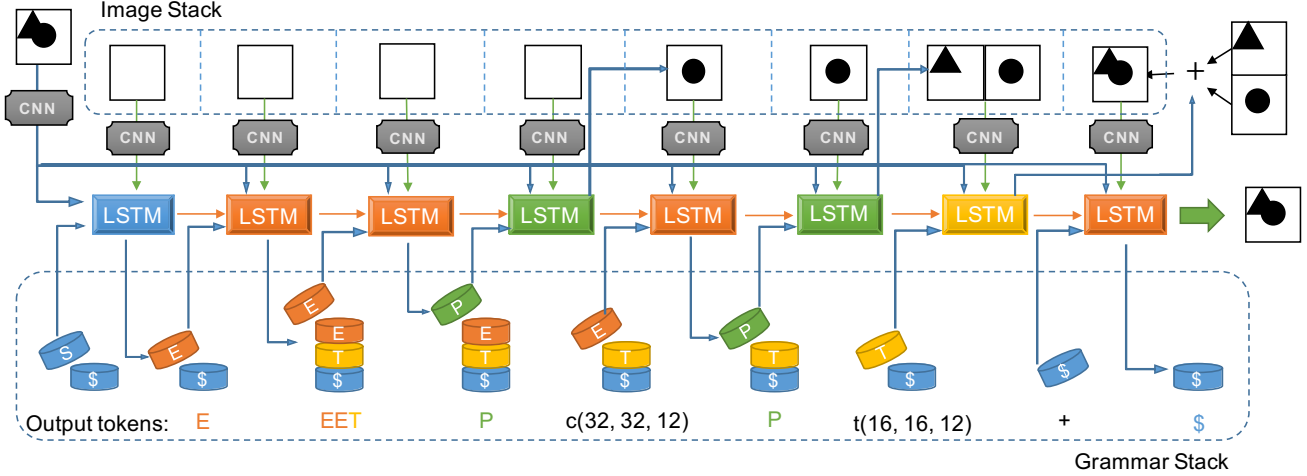 Image Stack
CNN
CNN CNN CNN CNN CNN CNN CNN CNN
+
LSTM LSTM LSTM LSTM LSTM LSTM LSTM LSTM
S $ E $ E E T $ P E T $ E T $ P T $ T $ $ $
Output tokens: E EET P c(32, 32, 12) P t(16, 16, 12) + $
Grammar Stack